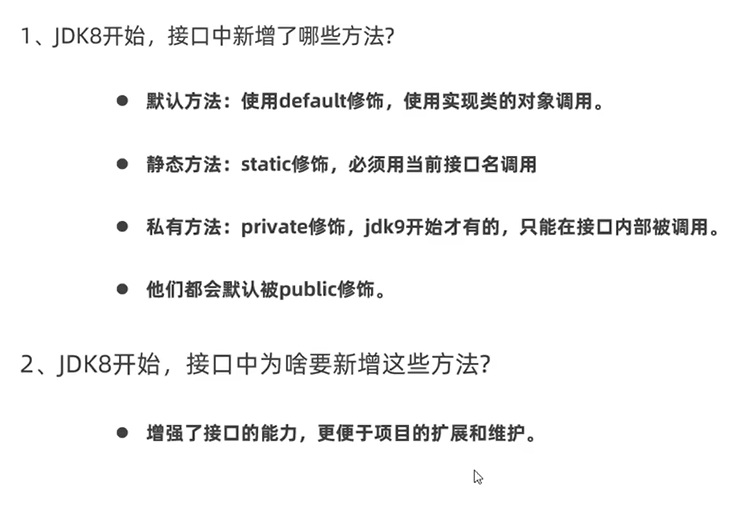 1、JDK8开始，接口中新增了哪些方法?
● 默认方法：使用default修饰，使用实现类的对象调用。
● 静态方法：static修饰，必须用当前接口名调用
● 私有方法：private修饰，jdk9开始才有的，只能在接口内部被调用。
● 他们都会默认被public修饰。
2、JDK8开始，接口中为啥要新增这些方法?
● 增强了接口的能力，更便于项目的扩展和维护。